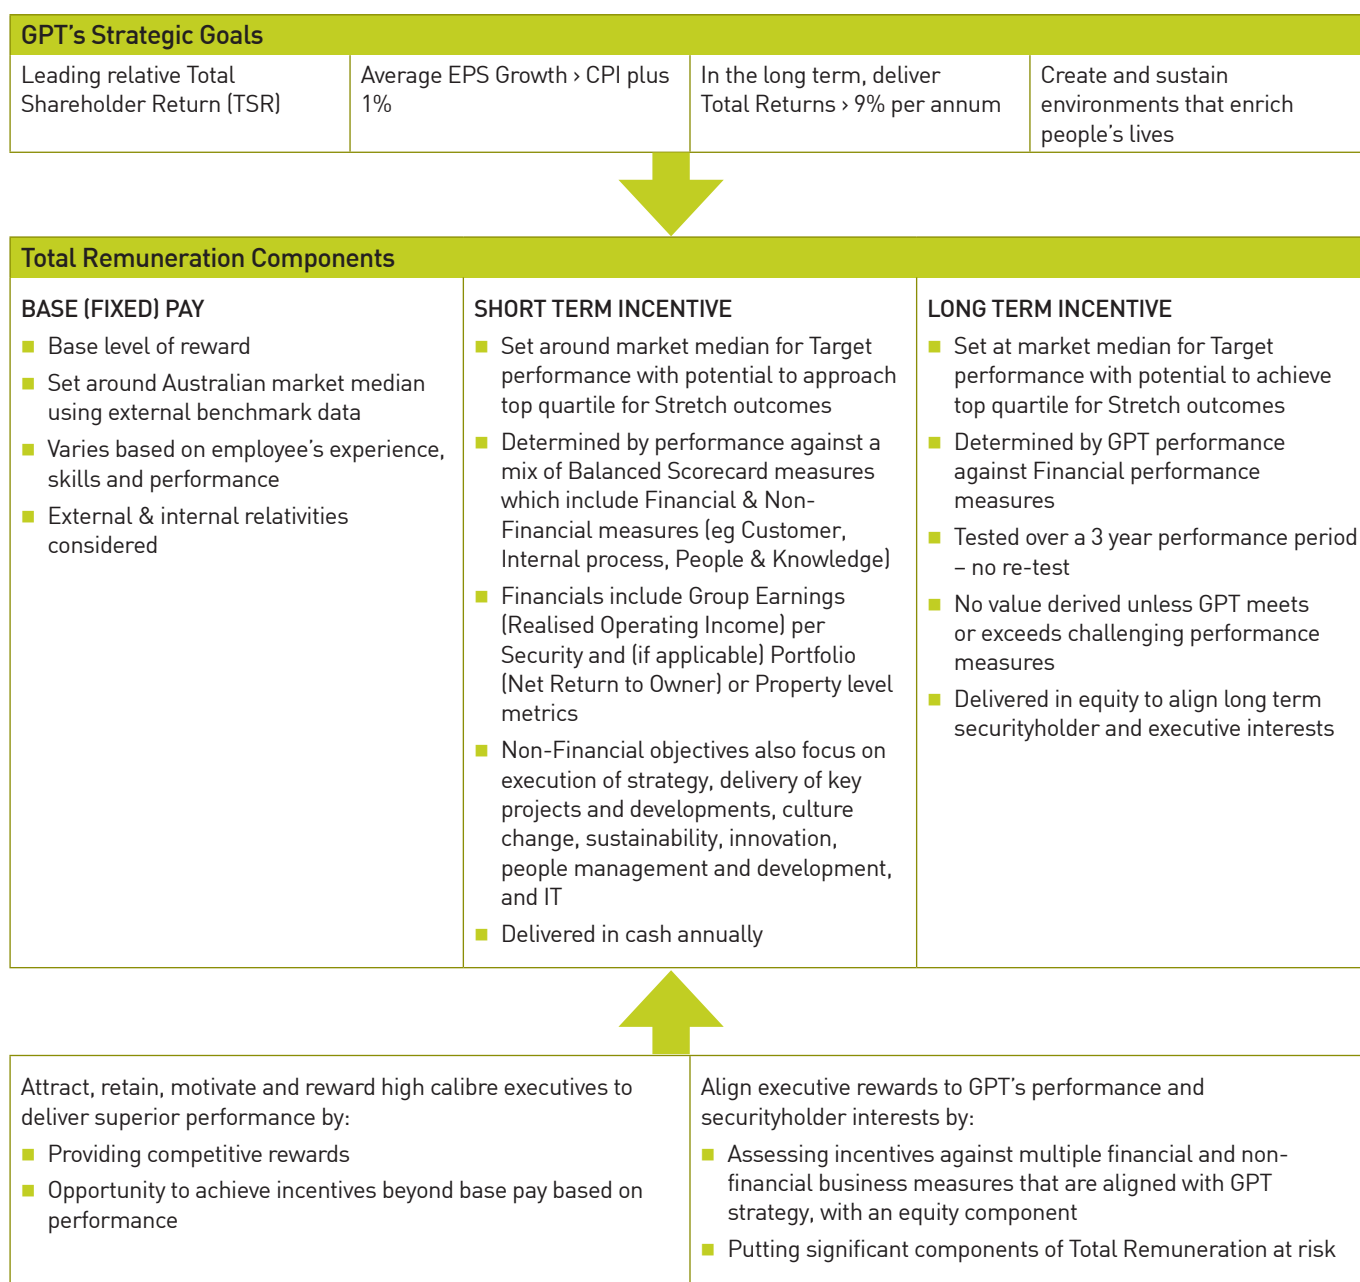 GPT’s Strategic Goals
Leading relative Total
Shareholder Return (TSR)
Average EPS Growth › CPI plus
1%
In the long term, deliver
Total Returns › 9% per annum
Create and sustain
environments that enrich
people’s lives
Total Remuneration Components
BASE (FIXED) PAY
■ Base level of reward
■ Set around Australian market median
using external benchmark data
■ Varies based on employee’s experience,
skills and performance
■ External & internal relativities
considered
SHORT TERM INCENTIVE
■ Set around market median for Target
performance with potential to approach
top quartile for Stretch outcomes
■ Determined by performance against a
mix of Balanced Scorecard measures
which include Financial & Non-
Financial measures (eg Customer,
Internal process, People & Knowledge)
■ Financials include Group Earnings
(Realised Operating Income) per
Security and (if applicable) Portfolio
(Net Return to Owner) or Property level
metrics
■ Non-Financial objectives also focus on
execution of strategy, delivery of key
projects and developments, culture
change, sustainability, innovation,
people management and development,
and IT
■ Delivered in cash annually
LONG TERM INCENTIVE
■ Set at market median for Target
performance with potential to achieve
top quartile for Stretch outcomes
■ Determined by GPT performance
against Financial performance
measures
■ Tested over a 3 year performance period
– no re-test
■ No value derived unless GPT meets
or exceeds challenging performance
measures
■ Delivered in equity to align long term
securityholder and executive interests
Attract, retain, motivate and reward high calibre executives to
deliver superior performance by:
■ Providing competitive rewards
■ Opportunity to achieve incentives beyond base pay based on
performance
Align executive rewards to GPT’s performance and
securityholder interests by:
■ Assessing incentives against multiple financial and non-
financial business measures that are aligned with GPT
strategy, with an equity component
■ Putting significant components of Total Remuneration at risk